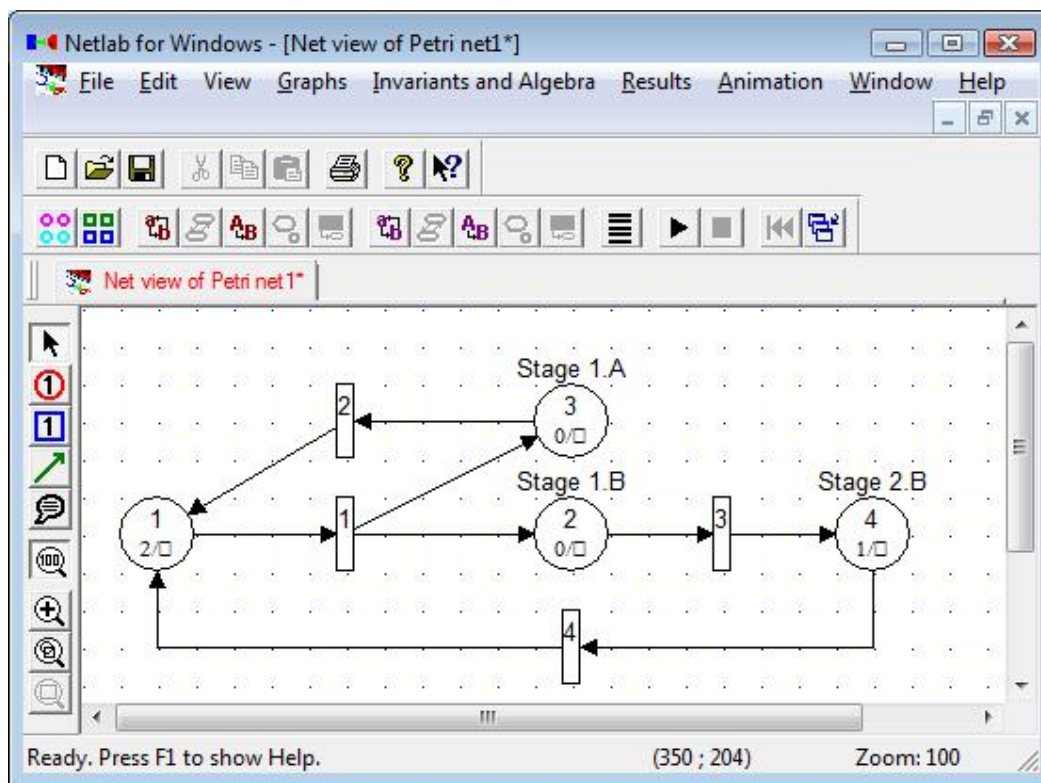 Netlab for Windows - [Net view of Petri net1*]
File Edit View Graphs Invariants and Algebra Results Animation Window Help
Net view of Petri net1*
Stage 1.A
2
3
0/□
Stage 1.B
Stage 2.B
1
2/□
1
2
0/□
3
4
1/□
4
Ready. Press F1 to show Help.
(350 ; 204)
Zoom: 100